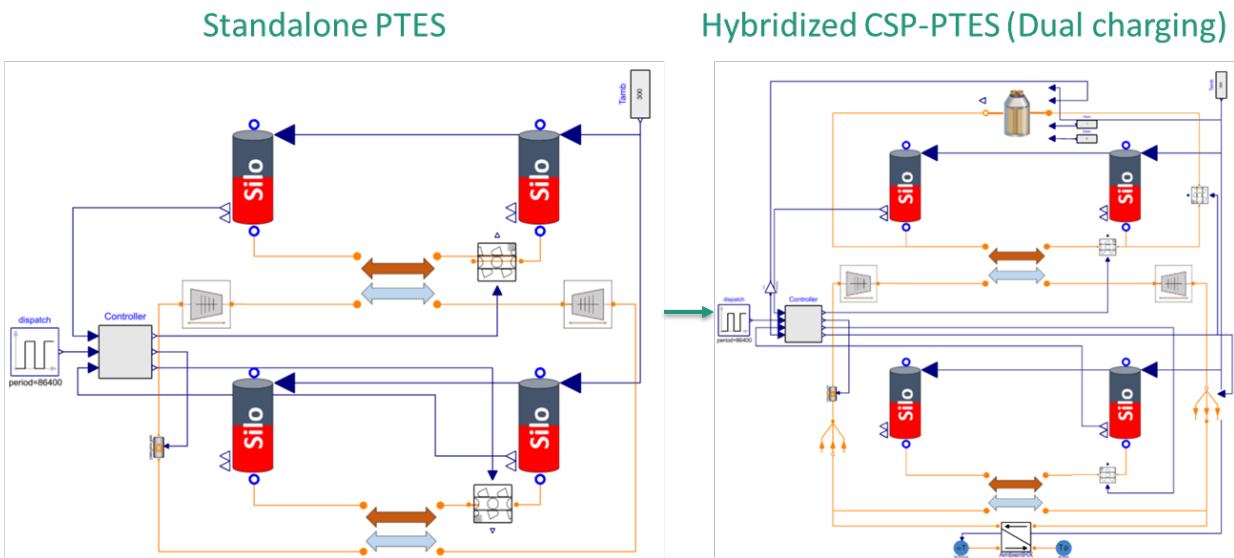 Standalone PTES
Hybridized CSP-PTES (Dual charging)
300
Tamb
Silo
Silo
dispatch
Controller
period=86400
Silo
Silo
Silo
Silo
dispatch
Controller
period=86400
Silo
Silo